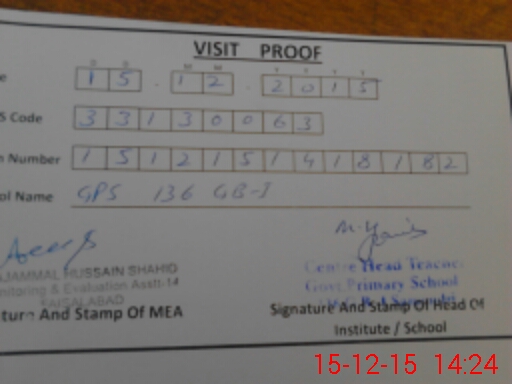 VISIT PROOF
D D M M Y Y Y Y
15 . 12 . 2015
S Code 33130063
Number 1512151418182
ol Name GPS 136 GB-I
JAMMAL HUSSAIN SHAHID
nitoring & Evaluation Asstt-14
FAISALABAD
ture And Stamp Of MEA
Centre Head Teacher
Govt. Primary School
Signature And Stamp Of Head Of
Institute / School
15-12-15 14:24